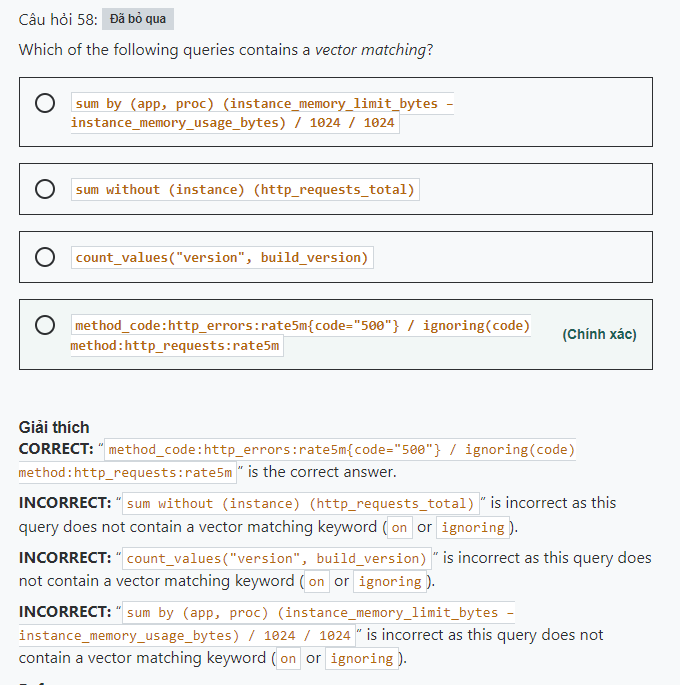 Câu hỏi 58: Đã bỏ qua
Which of the following queries contains a vector matching?
sum by (app, proc) (instance_memory_limit_bytes –
instance_memory_usage_bytes) / 1024 / 1024
sum without (instance) (http_requests_total)
count_values("version", build_version)
method_code:http_errors:rate5m{code="500"} / ignoring(code)
method:http_requests:rate5m
(Chính xác)
Giải thích
CORRECT: “method_code:http_errors:rate5m{code="500"} / ignoring(code)
method:http_requests:rate5m” is the correct answer.
INCORRECT: “sum without (instance) (http_requests_total)” is incorrect as this
query does not contain a vector matching keyword (on or ignoring).
INCORRECT: “count_values("version", build_version)” is incorrect as this query does
not contain a vector matching keyword (on or ignoring).
INCORRECT: “sum by (app, proc) (instance_memory_limit_bytes –
instance_memory_usage_bytes) / 1024 / 1024” is incorrect as this query does not
contain a vector matching keyword (on or ignoring).